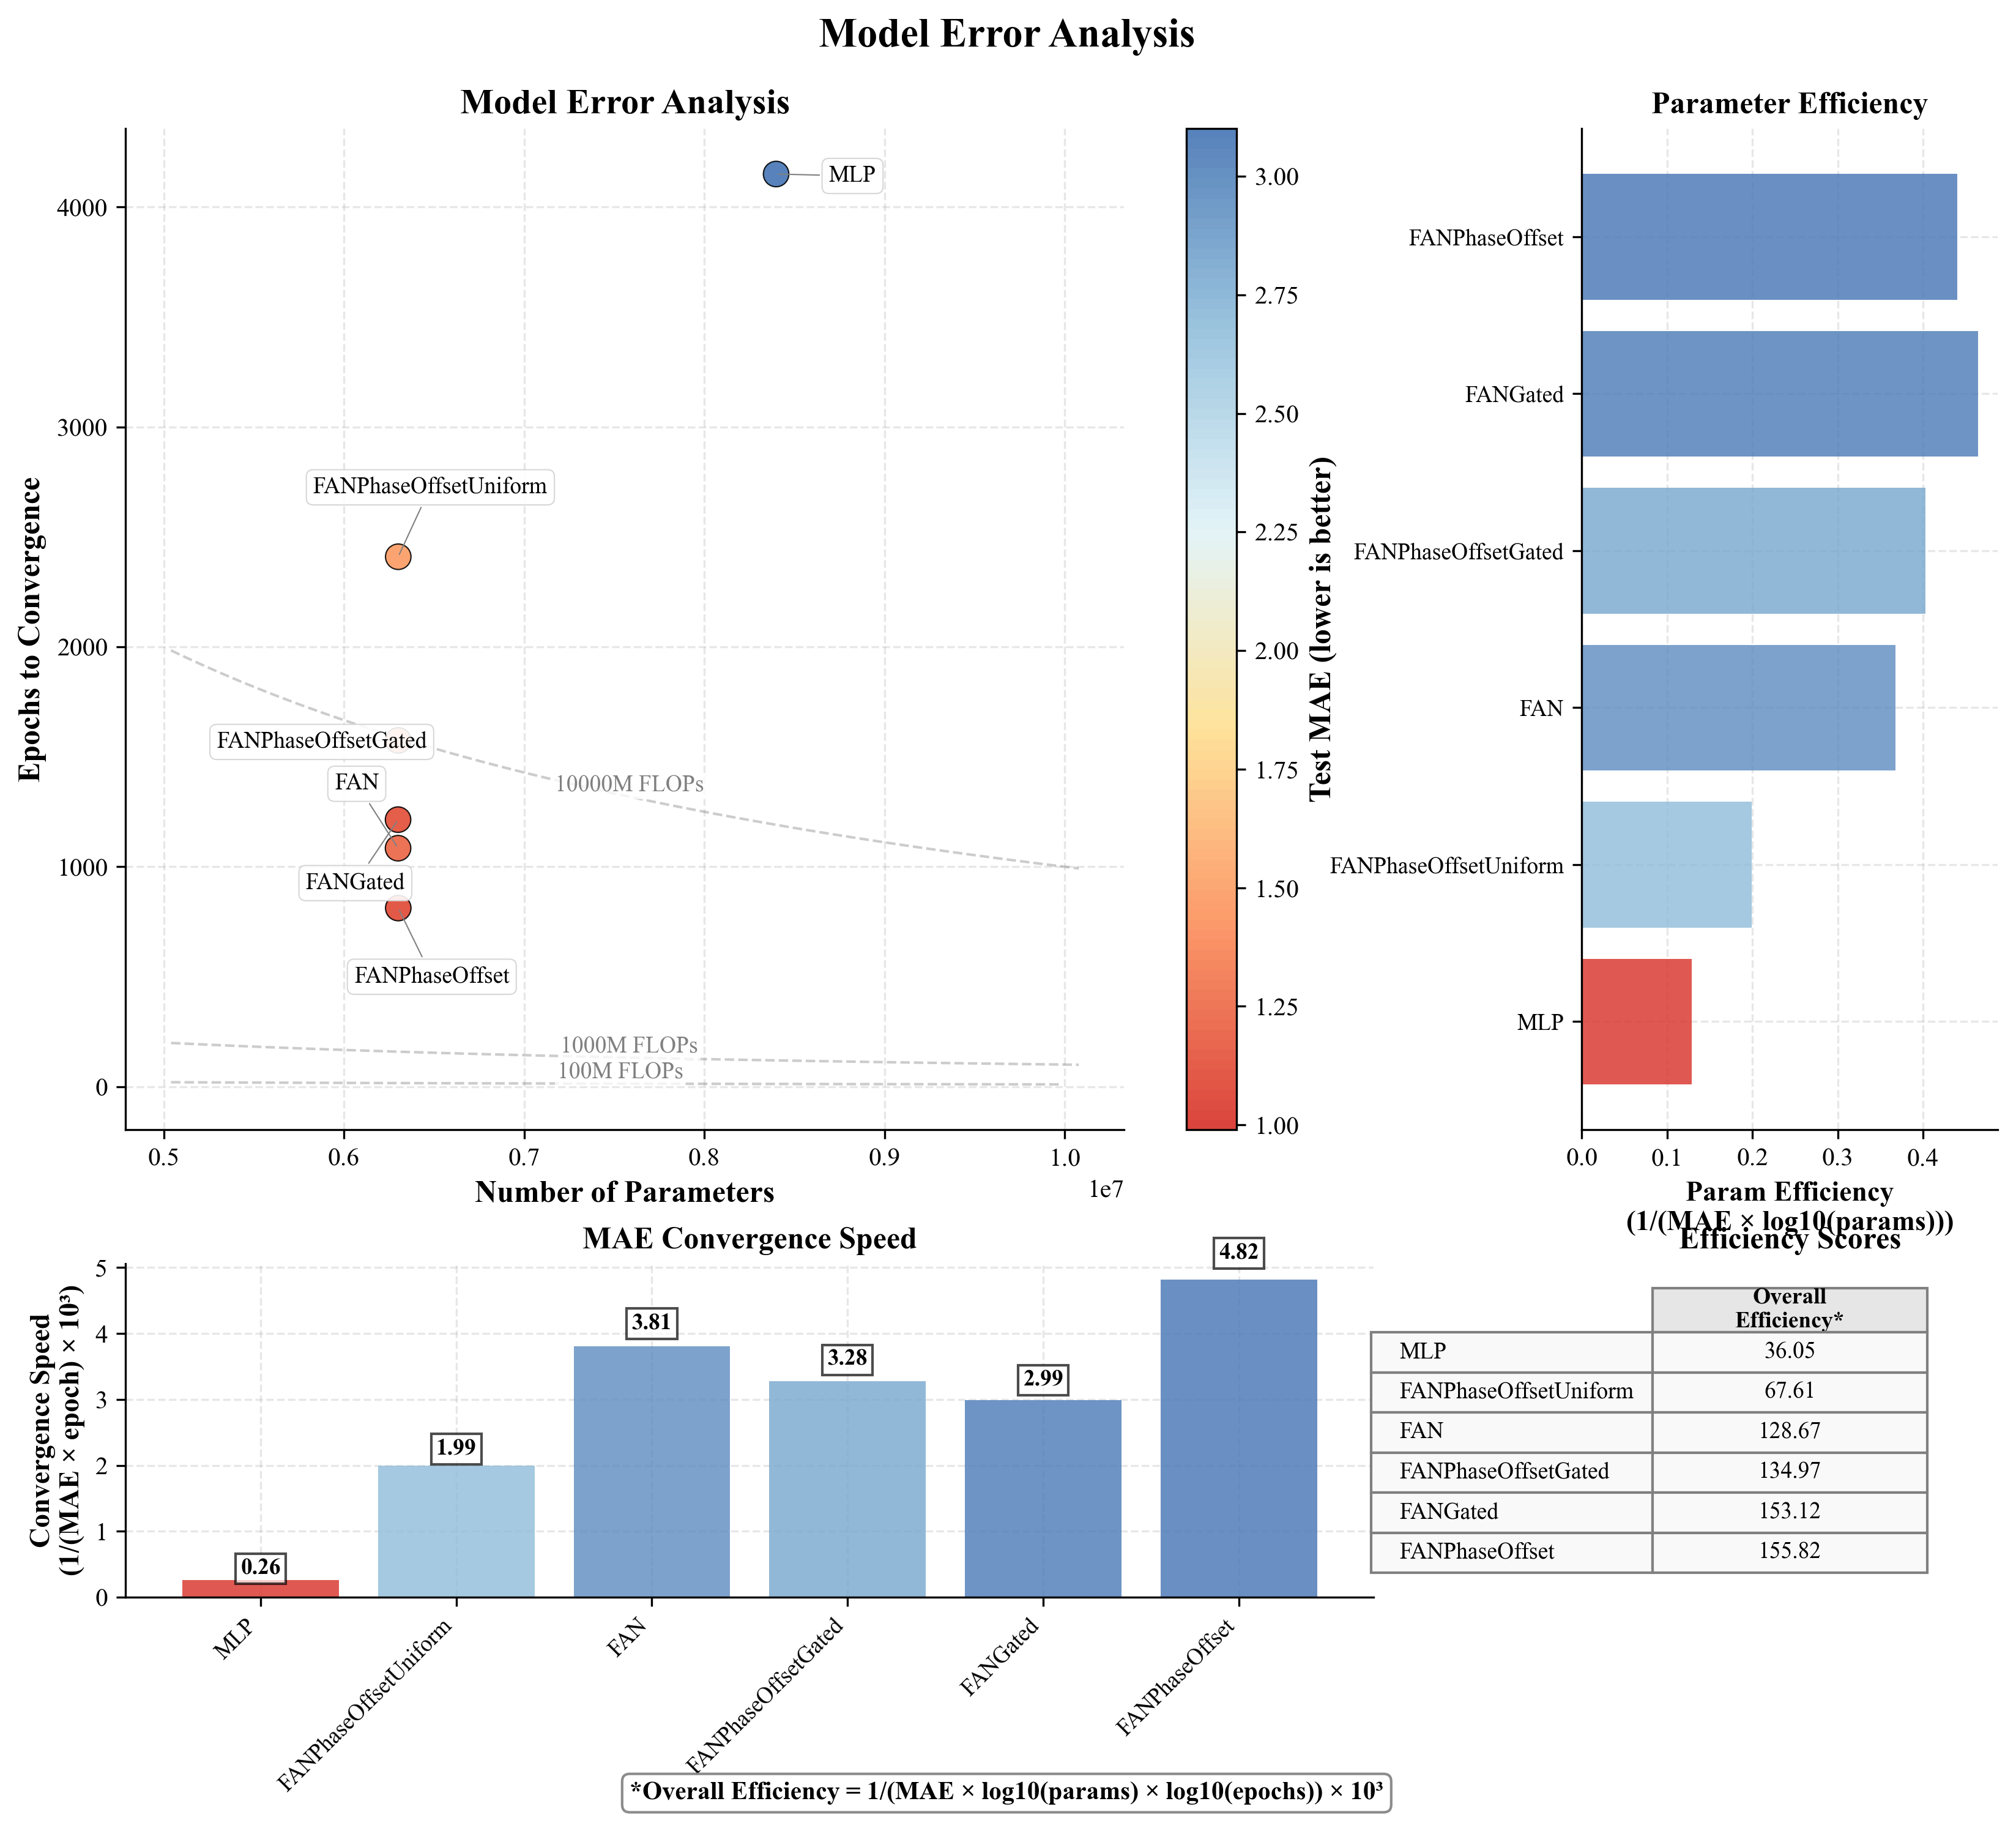 Model Error Analysis
Model Error Analysis
Epochs to Convergence
4000
3000
2000
1000
0
MLP
FANPhaseOffsetUniform
FANPhaseOffsetGated
FAN
FANGated
FANPhaseOffset
10000M FLOPs
1000M FLOPs
100M FLOPs
0.5
0.6
0.7
0.8
0.9
1.0
1e7
Number of Parameters
3.00
2.75
2.50
2.25
2.00
1.75
1.50
1.25
1.00
Test MAE (lower is better)
Parameter Efficiency
FANPhaseOffset
FANGated
FANPhaseOffsetGated
FAN
FANPhaseOffsetUniform
MLP
0.0
0.1
0.2
0.3
0.4
Param Efficiency
(1/(MAE × log10(params)))
MAE Convergence Speed
Convergence Speed
(1/(MAE × epoch) × 10³)
5
4
3
2
1
0
0.26
1.99
3.81
3.28
2.99
4.82
MLP
FANPhaseOffsetUniform
FAN
FANPhaseOffsetGated
FANGated
FANPhaseOffset
Efficiency Scores
Overall
Efficiency*
MLP 36.05
FANPhaseOffsetUniform 67.61
FAN 128.67
FANPhaseOffsetGated 134.97
FANGated 153.12
FANPhaseOffset 155.82
*Overall Efficiency = 1/(MAE × log10(params) × log10(epochs)) × 10³